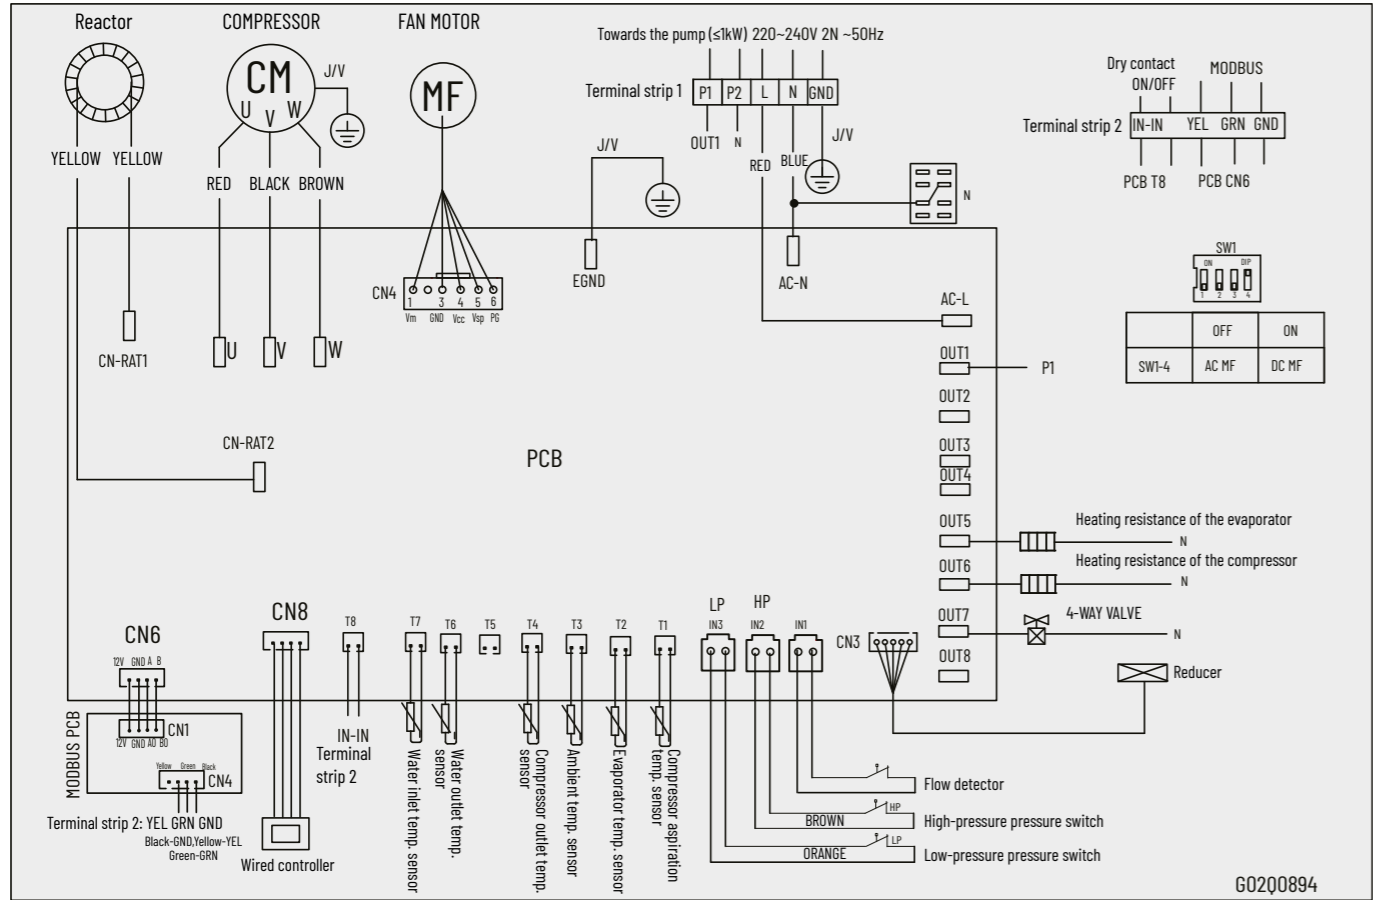 Reactor
COMPRESSOR
FAN MOTOR
Towards the pump (≤1kW) 220~240V 2N ~50Hz
CM
U V W
J/V
MF
Terminal strip 1
P1 P2 L N GND
OUT1 N
RED BLUE
J/V
Dry contact
ON/OFF
MODBUS
Terminal strip 2
IN-IN YEL GRN GND
PCB T8
PCB CN6
YELLOW YELLOW
RED BLACK BROWN
J/V
N
EGND
AC-N
CN4
1 3 4 5 6
Vm GND Vcc Vsp PG
SW1
ON DIP
1 2 3 4
OFF ON
SW1-4 AC MF DC MF
CN-RAT1
U V W
CN-RAT2
PCB
AC-L
OUT1
P1
OUT2
OUT3
OUT4
OUT5
Heating resistance of the evaporator
N
OUT6
Heating resistance of the compressor
N
OUT7
4-WAY VALVE
N
OUT8
Reducer
CN6
12V GND A B
CN8
T8
T7
T6
T5
T4
T3
T2
T1
LP
IN3
HP
IN2
IN1
CN3
MODBUS PCB
CN1
12V GND A0 B0
Yellow Green Black
CN4
Terminal strip 2: YEL GRN GND
Black-GND,Yellow-YEL
Green-GRN
Wired controller
IN-IN
Terminal
strip 2
Water inlet temp. sensor
Water outlet temp.
sensor
Compressor outlet temp.
sensor
Ambient temp. sensor
Evaporator temp. sensor
Compressor aspiration
temp. sensor
Flow detector
HP
BROWN
High-pressure pressure switch
LP
ORANGE
Low-pressure pressure switch
G02Q0894